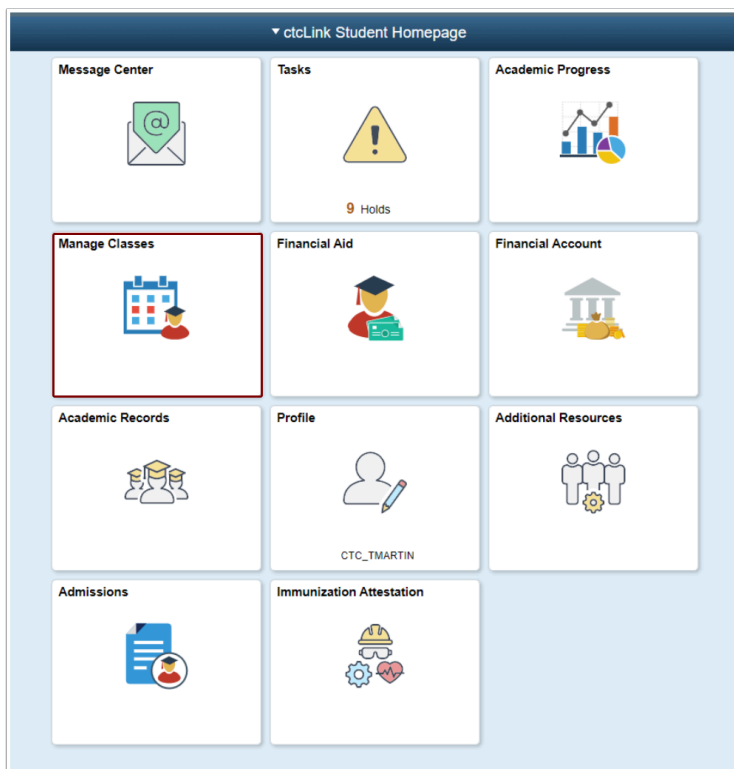 ctcLink Student Homepage
Message Center
Tasks
Academic Progress
@
9 Holds
Manage Classes
Financial Aid
Financial Account
Academic Records
Profile
Additional Resources
CTC_TMARTIN
Admissions
Immunization Attestation